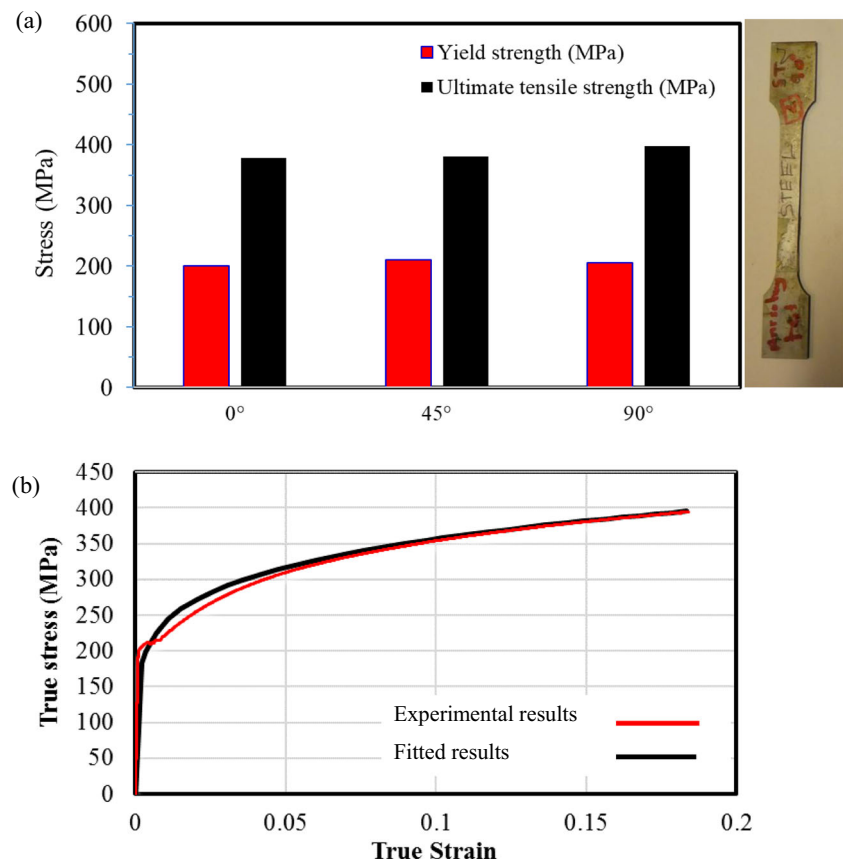 (a)
600
500
400
300
200
100
0
Stress (MPa)
Yield strength (MPa)
Ultimate tensile strength (MPa)
0° 45° 90°
STEEL
(b)
450
400
350
300
250
200
150
100
50
0
True stress (MPa)
Experimental results
Fitted results
0 0.05 0.1 0.15 0.2
True Strain